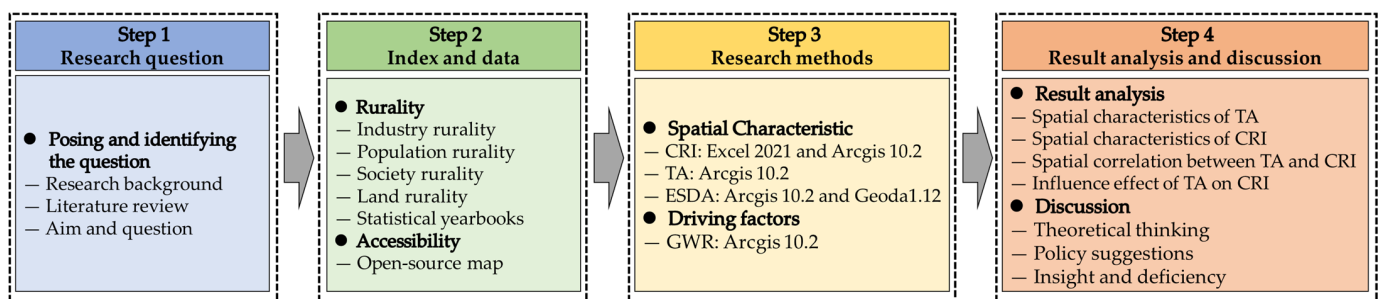 Step 1
Research question
● Posing and identifying
the question
— Research background
— Literature review
— Aim and question
Step 2
Index and data
● Rurality
— Industry rurality
— Population rurality
— Society rurality
— Land rurality
— Statistical yearbooks
● Accessibility
— Open-source map
Step 3
Research methods
● Spatial Characteristic
— CRI: Excel 2021 and Arcgis 10.2
— TA: Arcgis 10.2
— ESDA: Arcgis 10.2 and Geoda1.12
● Driving factors
— GWR: Arcgis 10.2
Step 4
Result analysis and discussion
● Result analysis
— Spatial characteristics of TA
— Spatial characteristics of CRI
— Spatial correlation between TA and CRI
— Influence effect of TA on CRI
● Discussion
— Theoretical thinking
— Policy suggestions
— Insight and deficiency